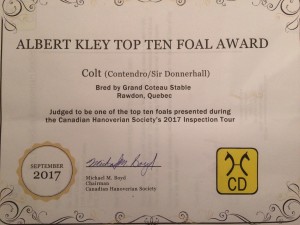 ALBERT KLEY TOP TEN FOAL AWARD
Colt (Contendro/Sir Donnerhall)
Bred by Grand Coteau Stable
Rawdon, Quebec
Judged to be one of the top ten foals presented during
the Canadian Hanoverian Society's 2017 Inspection Tour
SEPTEMBER
2017
Michael M. Boyd
Michael M. Boyd
Chairman
Canadian Hanoverian Society
CD